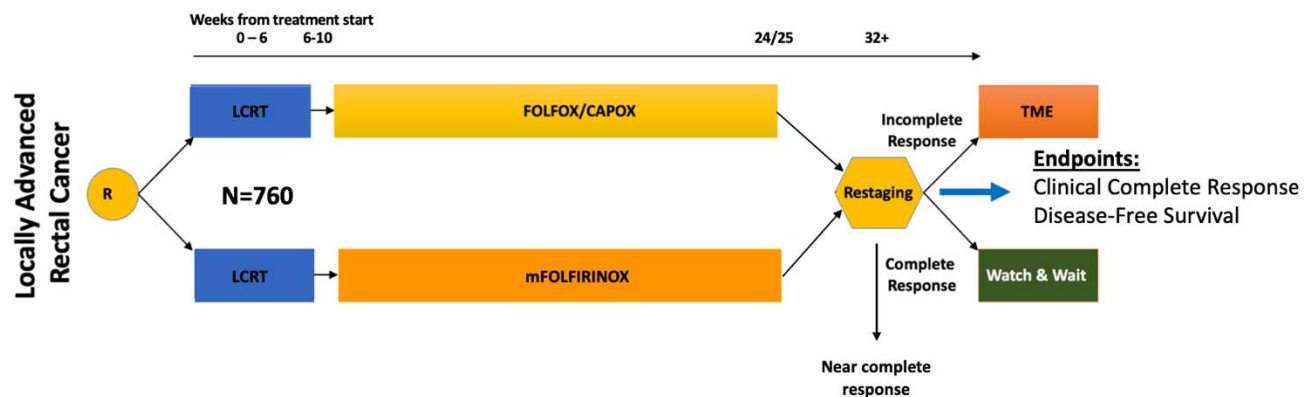 Weeks from treatment start
0 – 6
6-10
24/25
32+
Locally Advanced
Rectal Cancer
R
LCRT
FOLFOX/CAPOX
N=760
LCRT
mFOLFIRINOX
Restaging
Incomplete
Response
TME
Endpoints:
Clinical Complete Response
Disease-Free Survival
Complete
Response
Watch & Wait
Near complete
response